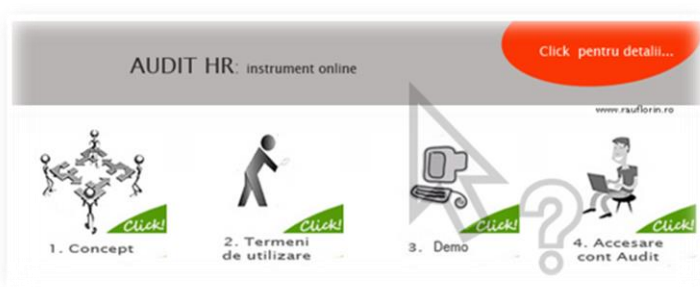 AUDIT HR: instrument online
Click pentru detalii...
www.rauflorin.ro
Click!
Click!
Click!
Click!
1. Concept
2. Termeni
de utilizare
3. Demo
4. Accesare
cont Audit
?